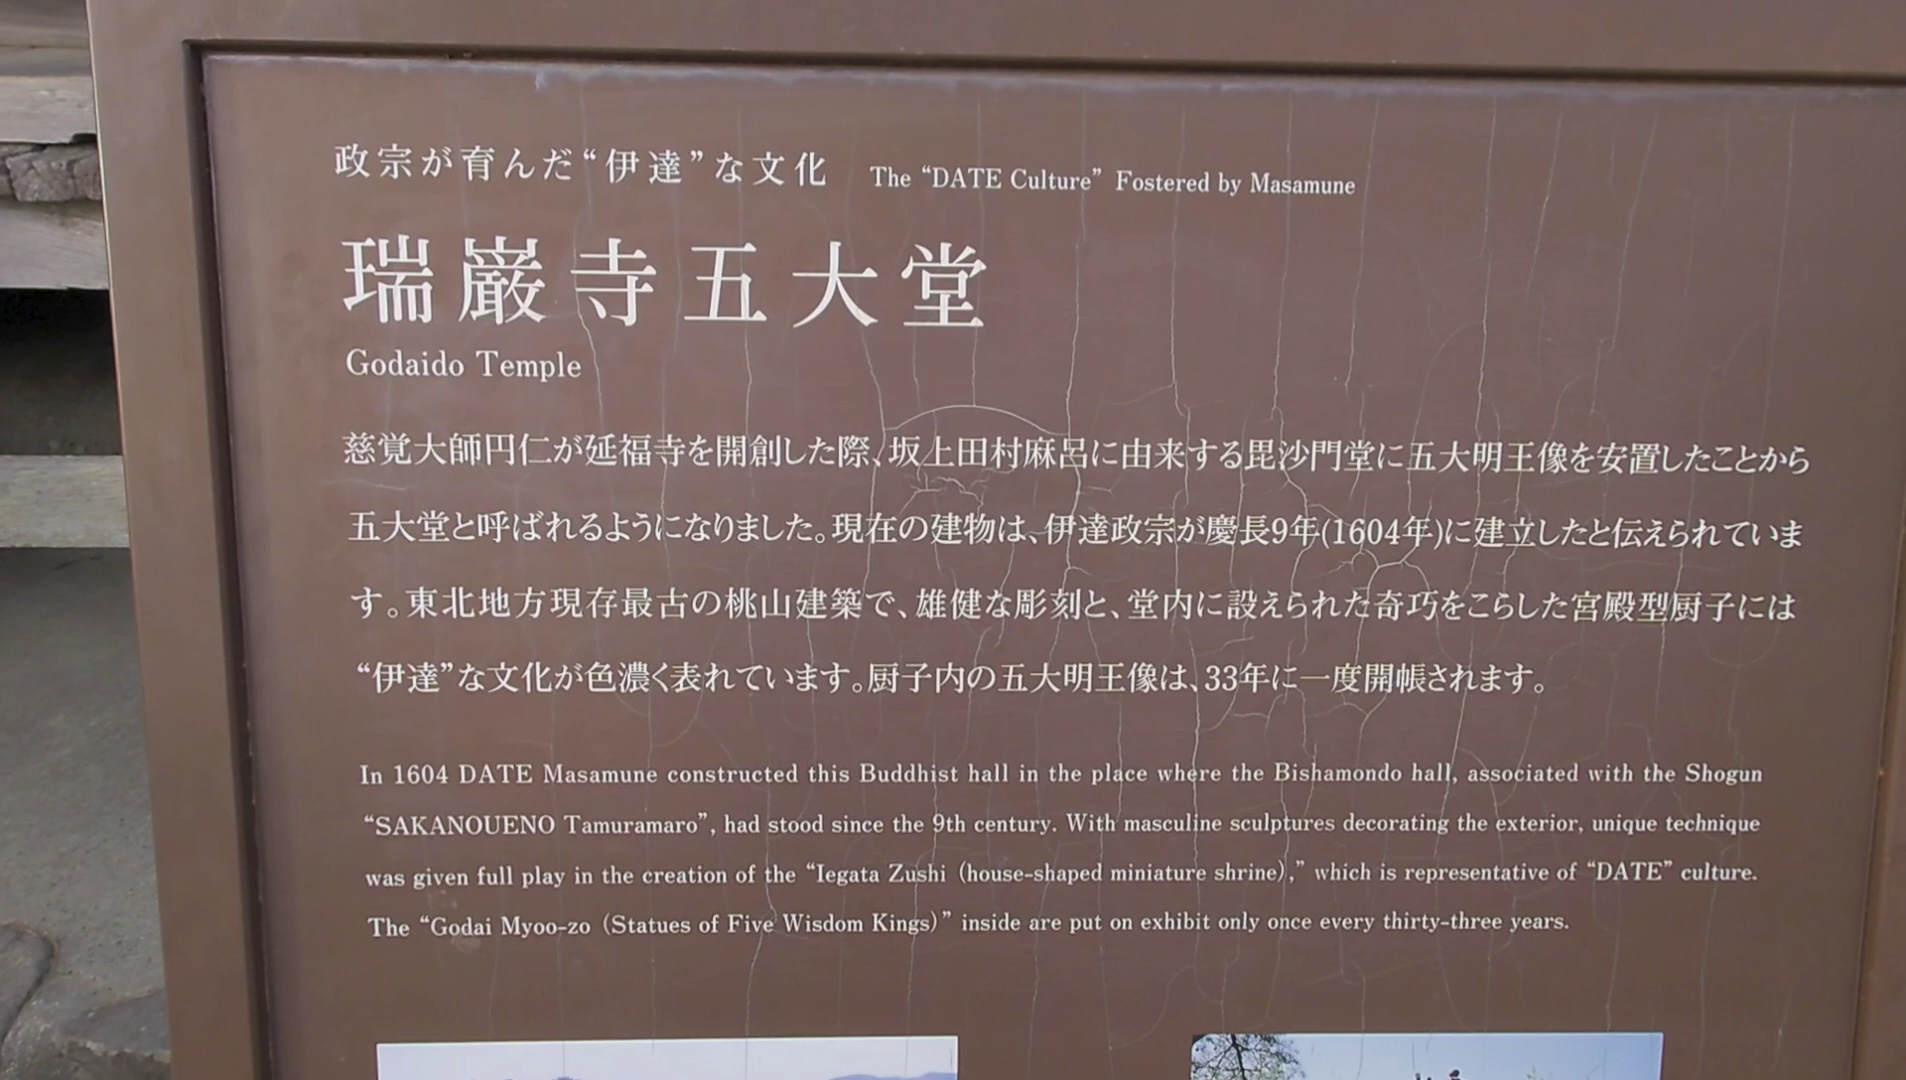 政宗が育んだ“伊達”な文化 The “DATE Culture” Fostered by Masamune
瑞巌寺五大堂
Godaido Temple
慈覚大師円仁が延福寺を開創した際、坂上田村麻呂に由来する毘沙門堂に五大明王像を安置したことから
五大堂と呼ばれるようになりました。現在の建物は、伊達政宗が慶長9年(1604年)に建立したと伝えられていま
す。東北地方現存最古の桃山建築で、雄健な彫刻と、堂内に設えられた奇巧をこらした宮殿型厨子には
“伊達”な文化が色濃く表れています。厨子内の五大明王像は、33年に一度開帳されます。
In 1604 DATE Masamune constructed this Buddhist hall in the place where the Bishamondo hall, associated with the Shogun
“SAKANOUENO Tamuramaro”, had stood since the 9th century. With masculine sculptures decorating the exterior, unique technique
was given full play in the creation of the “Iegata Zushi (house-shaped miniature shrine),” which is representative of “DATE” culture.
The “Godai Myoo-zo (Statues of Five Wisdom Kings)” inside are put on exhibit only once every thirty-three years.